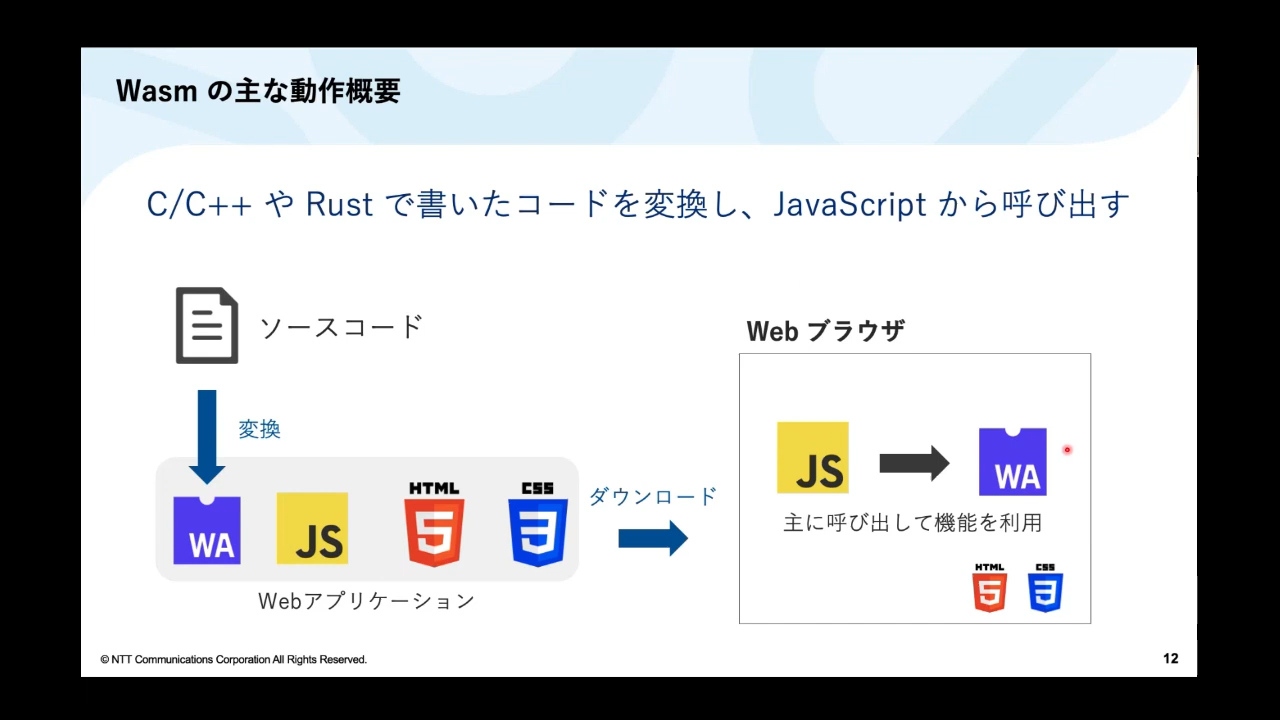 Wasm の主な動作概要
C/C++ や Rust で書いたコードを変換し、JavaScript から呼び出す
ソースコード
変換
WA
JS
HTML
5
CSS
3
Webアプリケーション
ダウンロード
Web ブラウザ
JS
WA
主に呼び出して機能を利用
HTML
5
CSS
3
© NTT Communications Corporation All Rights Reserved.
12